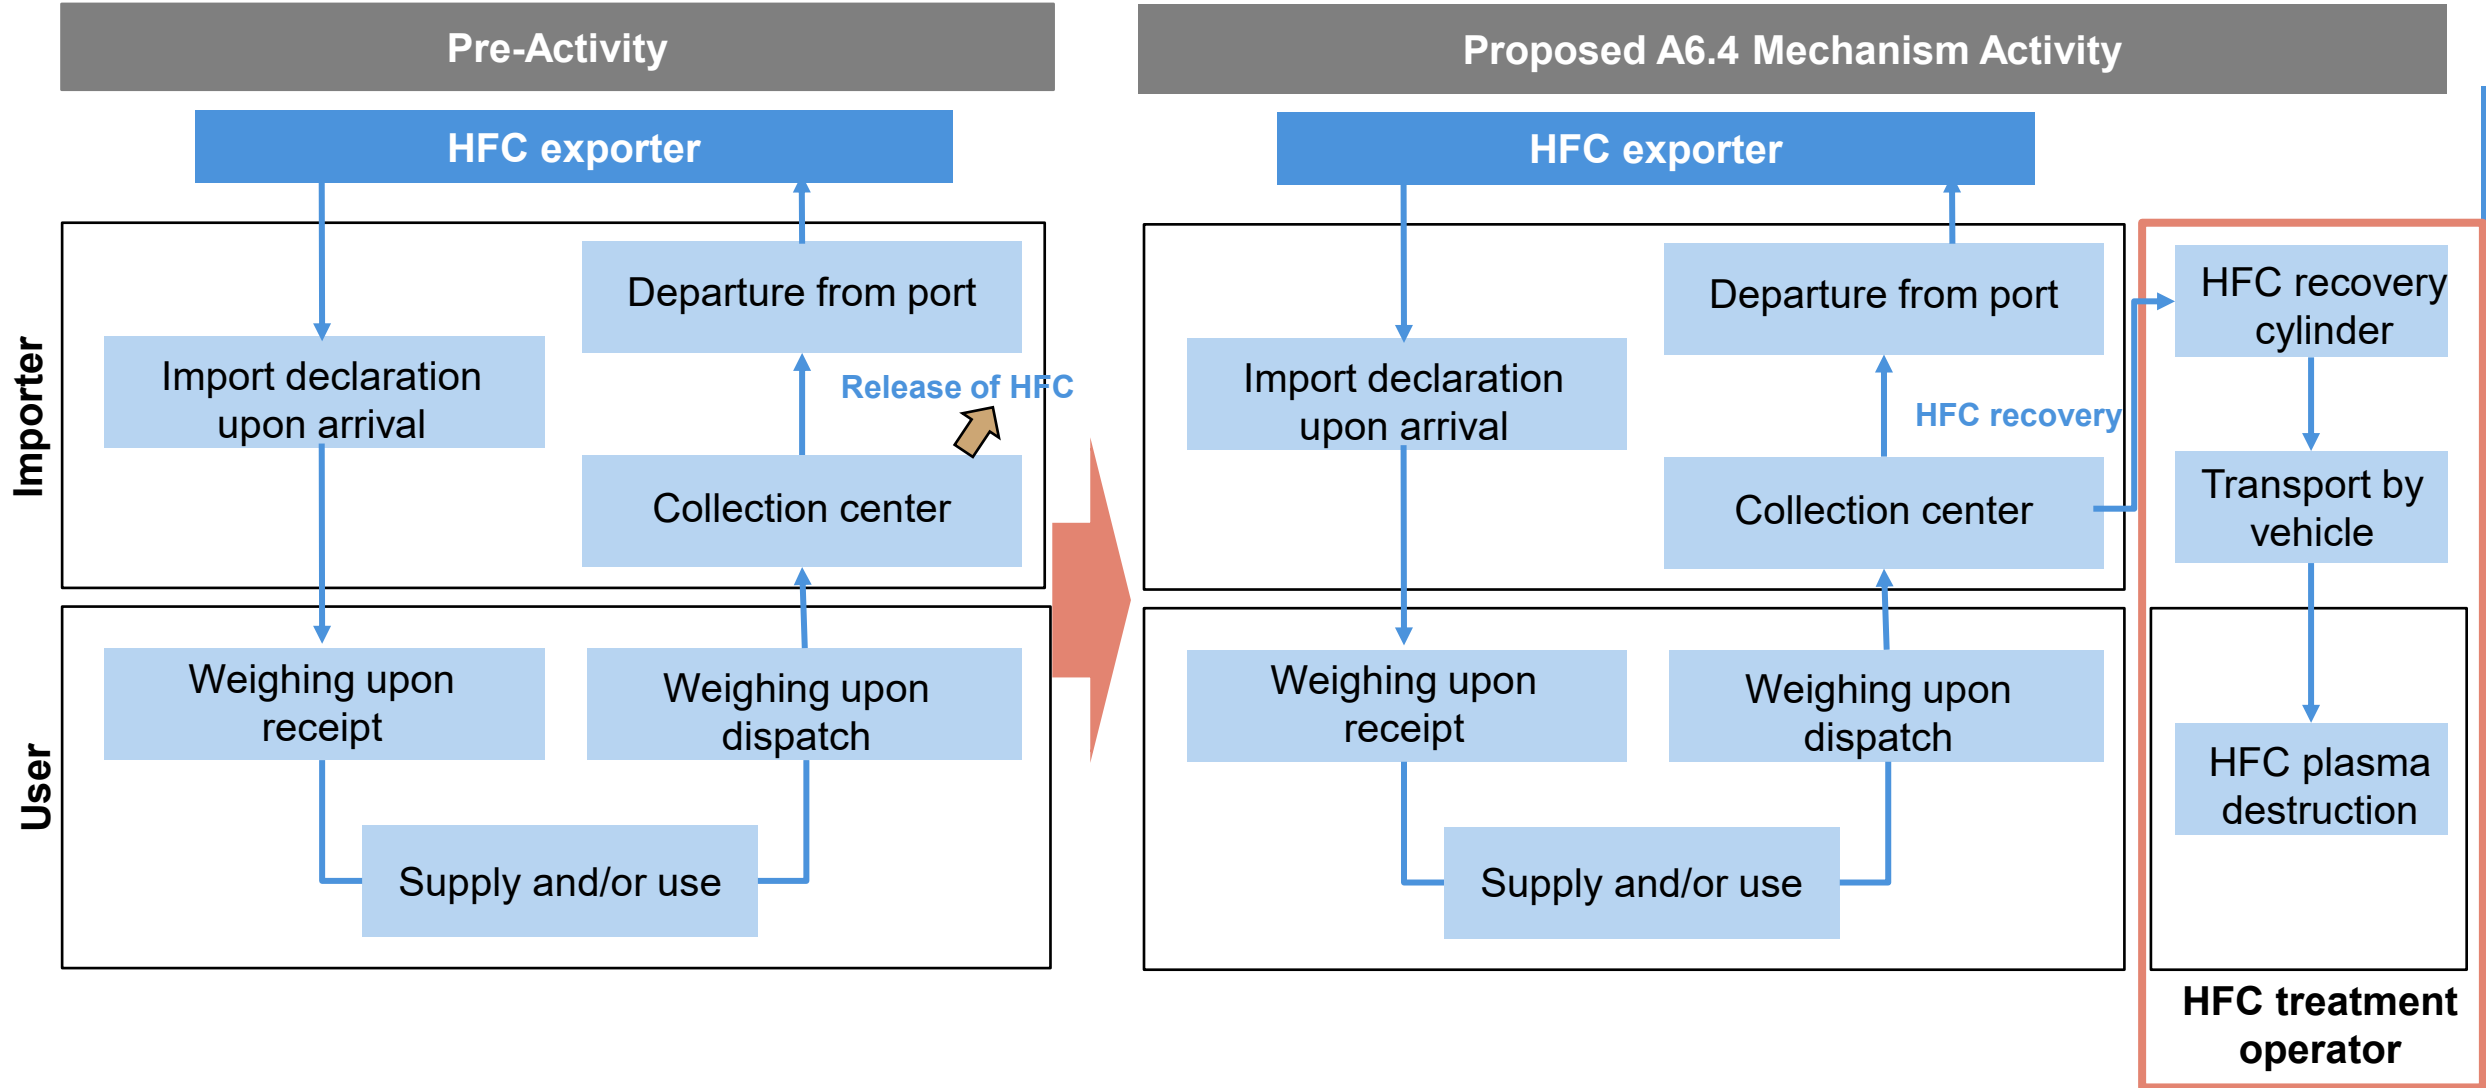 Pre-Activity
HFC exporter
Importer
Import declaration
upon arrival
Departure from port
Release of HFC
Collection center
User
Weighing upon
receipt
Weighing upon
dispatch
Supply and/or use
Proposed A6.4 Mechanism Activity
HFC exporter
Import declaration
upon arrival
Departure from port
HFC recovery
Collection center
Weighing upon
receipt
Weighing upon
dispatch
Supply and/or use
HFC recovery
cylinder
Transport by
vehicle
HFC plasma
destruction
HFC treatment
operator